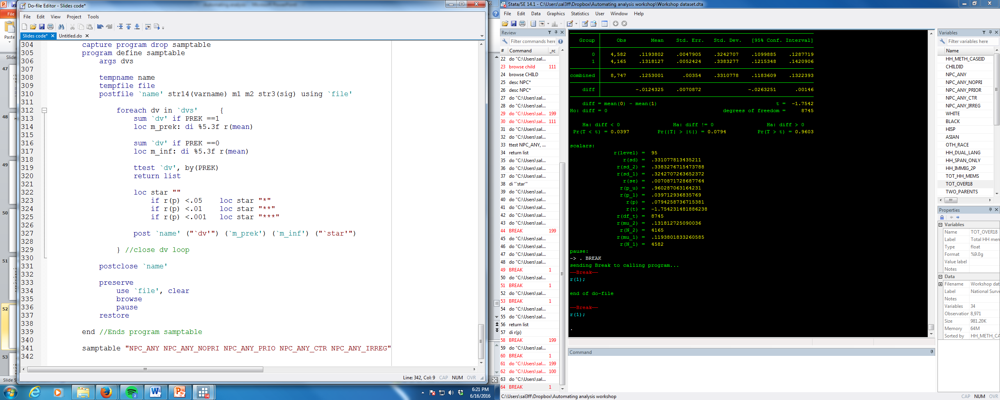 Do-file Editor - Slides code*
File Edit View Project Tools
Slides code* Untitled.do
304 capture program drop samptable
305 program define samptable
306 args dvs
307
308 tempname name
309 tempfile file
310 postfile `name' str14(varname) m1 m2 str3(sig) using `file'
311
312 foreach dv in `dvs' {
313 sum `dv' if PREK ==1
314 loc m_prek: di %5.3f r(mean)
315
316 sum `dv' if PREK ==0
317 loc m_inf: di %5.3f r(mean)
318
319 ttest `dv', by(PREK)
320 return list
321
322 loc star ""
323 if r(p) <.05 loc star "*"
324 if r(p) <.01 loc star "**"
325 if r(p) <.001 loc star "***"
326
327 post `name' ("`dv'") (`m_prek') (`m_inf') ("`star'")
328
329 } //close dv loop
330
331 postclose `name'
332
333 preserve
334 use `file', clear
335 browse
336 pause
337 restore
338
339 end //Ends program samptable
340
341 samptable "NPC_ANY NPC_ANY_NOPRI NPC_ANY_PRIO NPC_ANY_CTR NPC_ANY_IRREG"
342
Line: 342, Col: 9 CAP NUM OVR
File
Paste
Slide
47
48
49
50
51
52
53
Slide 5
6:21 PM
6/16/2016
Stata/SE 14.1 - C:\Users\sal3ff\Dropbox\Automating analysis workshop\Workshop dataset.dta
File Edit Data Graphics Statistics User Window Help
Review
Filter commands here
# Command _rc
22 do "C:\Users\sal...
23 browse child 111
24 browse CHILD
25 desc NPC*
26 desc NPC*
27 do "C:\Users\sal...
28 do "C:\Users\sal...
29 do "C:\Users\sal... 199
30 do "C:\Users\sal... 111
31 do "C:\Users\sal...
32 do "C:\Users\sal...
33 ttest NPC_ANY, ...
34 return list
35 do "C:\Users\sal...
36 do "C:\Users\sal...
37 do "C:\Users\sal...
38 di "`star'"
39 do "C:\Users\sal...
40 do "C:\Users\sal...
41 do "C:\Users\sal...
42 do "C:\Users\sal...
43 do "C:\Users\sal...
44 BREAK 199
45 do "C:\Users\sal...
46 do "C:\Users\sal...
47 do "C:\Users\sal...
48 do "C:\Users\sal...
49 BREAK 1
50 do "C:\Users\sal...
51 BREAK 1
52 do "C:\Users\sal...
53 BREAK 1
54 do "C:\Users\sal...
55 do "C:\Users\sal...
56 return list
57 di r(p)
58 BREAK 199
59 do "C:\Users\sal...
60 BREAK 1
61 do "C:\Users\sal... 199
62 do "C:\Users\sal... 100
63 do "C:\Users\sal...
64 BREAK 1
Group Obs Mean Std. Err. Std. Dev. [95% Conf. Interval]
0 4,582 .1193802 .0047905 .3242707 .1099885 .1287719
1 4,165 .1318127 .0052424 .3383277 .1215348 .1420906
combined 8,747 .1253001 .00354 .3310778 .1183609 .1322393
diff -.0124325 .0070872 -.0263251 .00146
diff = mean(0) - mean(1) t = -1.7542
Ho: diff = 0 degrees of freedom = 8745
Ha: diff < 0 Ha: diff != 0 Ha: diff > 0
Pr(T < t) = 0.0397 Pr(|T| > |t|) = 0.0794 Pr(T > t) = 0.9603
scalars:
r(level) = 95
r(sd) = .331077813435211
r(sd_2) = .3383276715473788
r(sd_1) = .3242707263652372
r(se) = .0070871728687764
r(p_u) = .960287063164231
r(p_l) = .039712936835769
r(p) = .0794258736715381
r(t) = -1.754231481886238
r(df_t) = 8745
r(mu_2) = .131812725090036
r(N_2) = 4165
r(mu_1) = .1193801833260585
r(N_1) = 4582
pause:
-> . BREAK
sending Break to calling program...
—Break—
r(1);
end of do-file
—Break—
r(1);
.
Command
Variables
Filter variables here
Name
HH_METH_CASEID
CHILDID
NPC_ANY
NPC_ANY_NOPRI
NPC_ANY_PRIOR
NPC_ANY_CTR
NPC_ANY_IRREG
WHITE
BLACK
HISP
ASIAN
OTH_RACE
HH_DUAL_LANG
HH_SPAN_ONLY
HH_IMMIG_2P
TOT_HH_MEMS
TOT_OVER18
TWO_PARENTS
Properties
Variables
Name TOT_OVER18
Label Total HH mem
Type float
Format %9.0g
Value label
Notes
Data
Filename Workshop dat
Label National Surve
Notes
Variables 34
Observation 8,971
Size 981.20K
Memory 64M
Sorted by HH_METH_CA
C:\Users\sal3ff\Dropbox\Automating analysis workshop
CAP NUM OVR